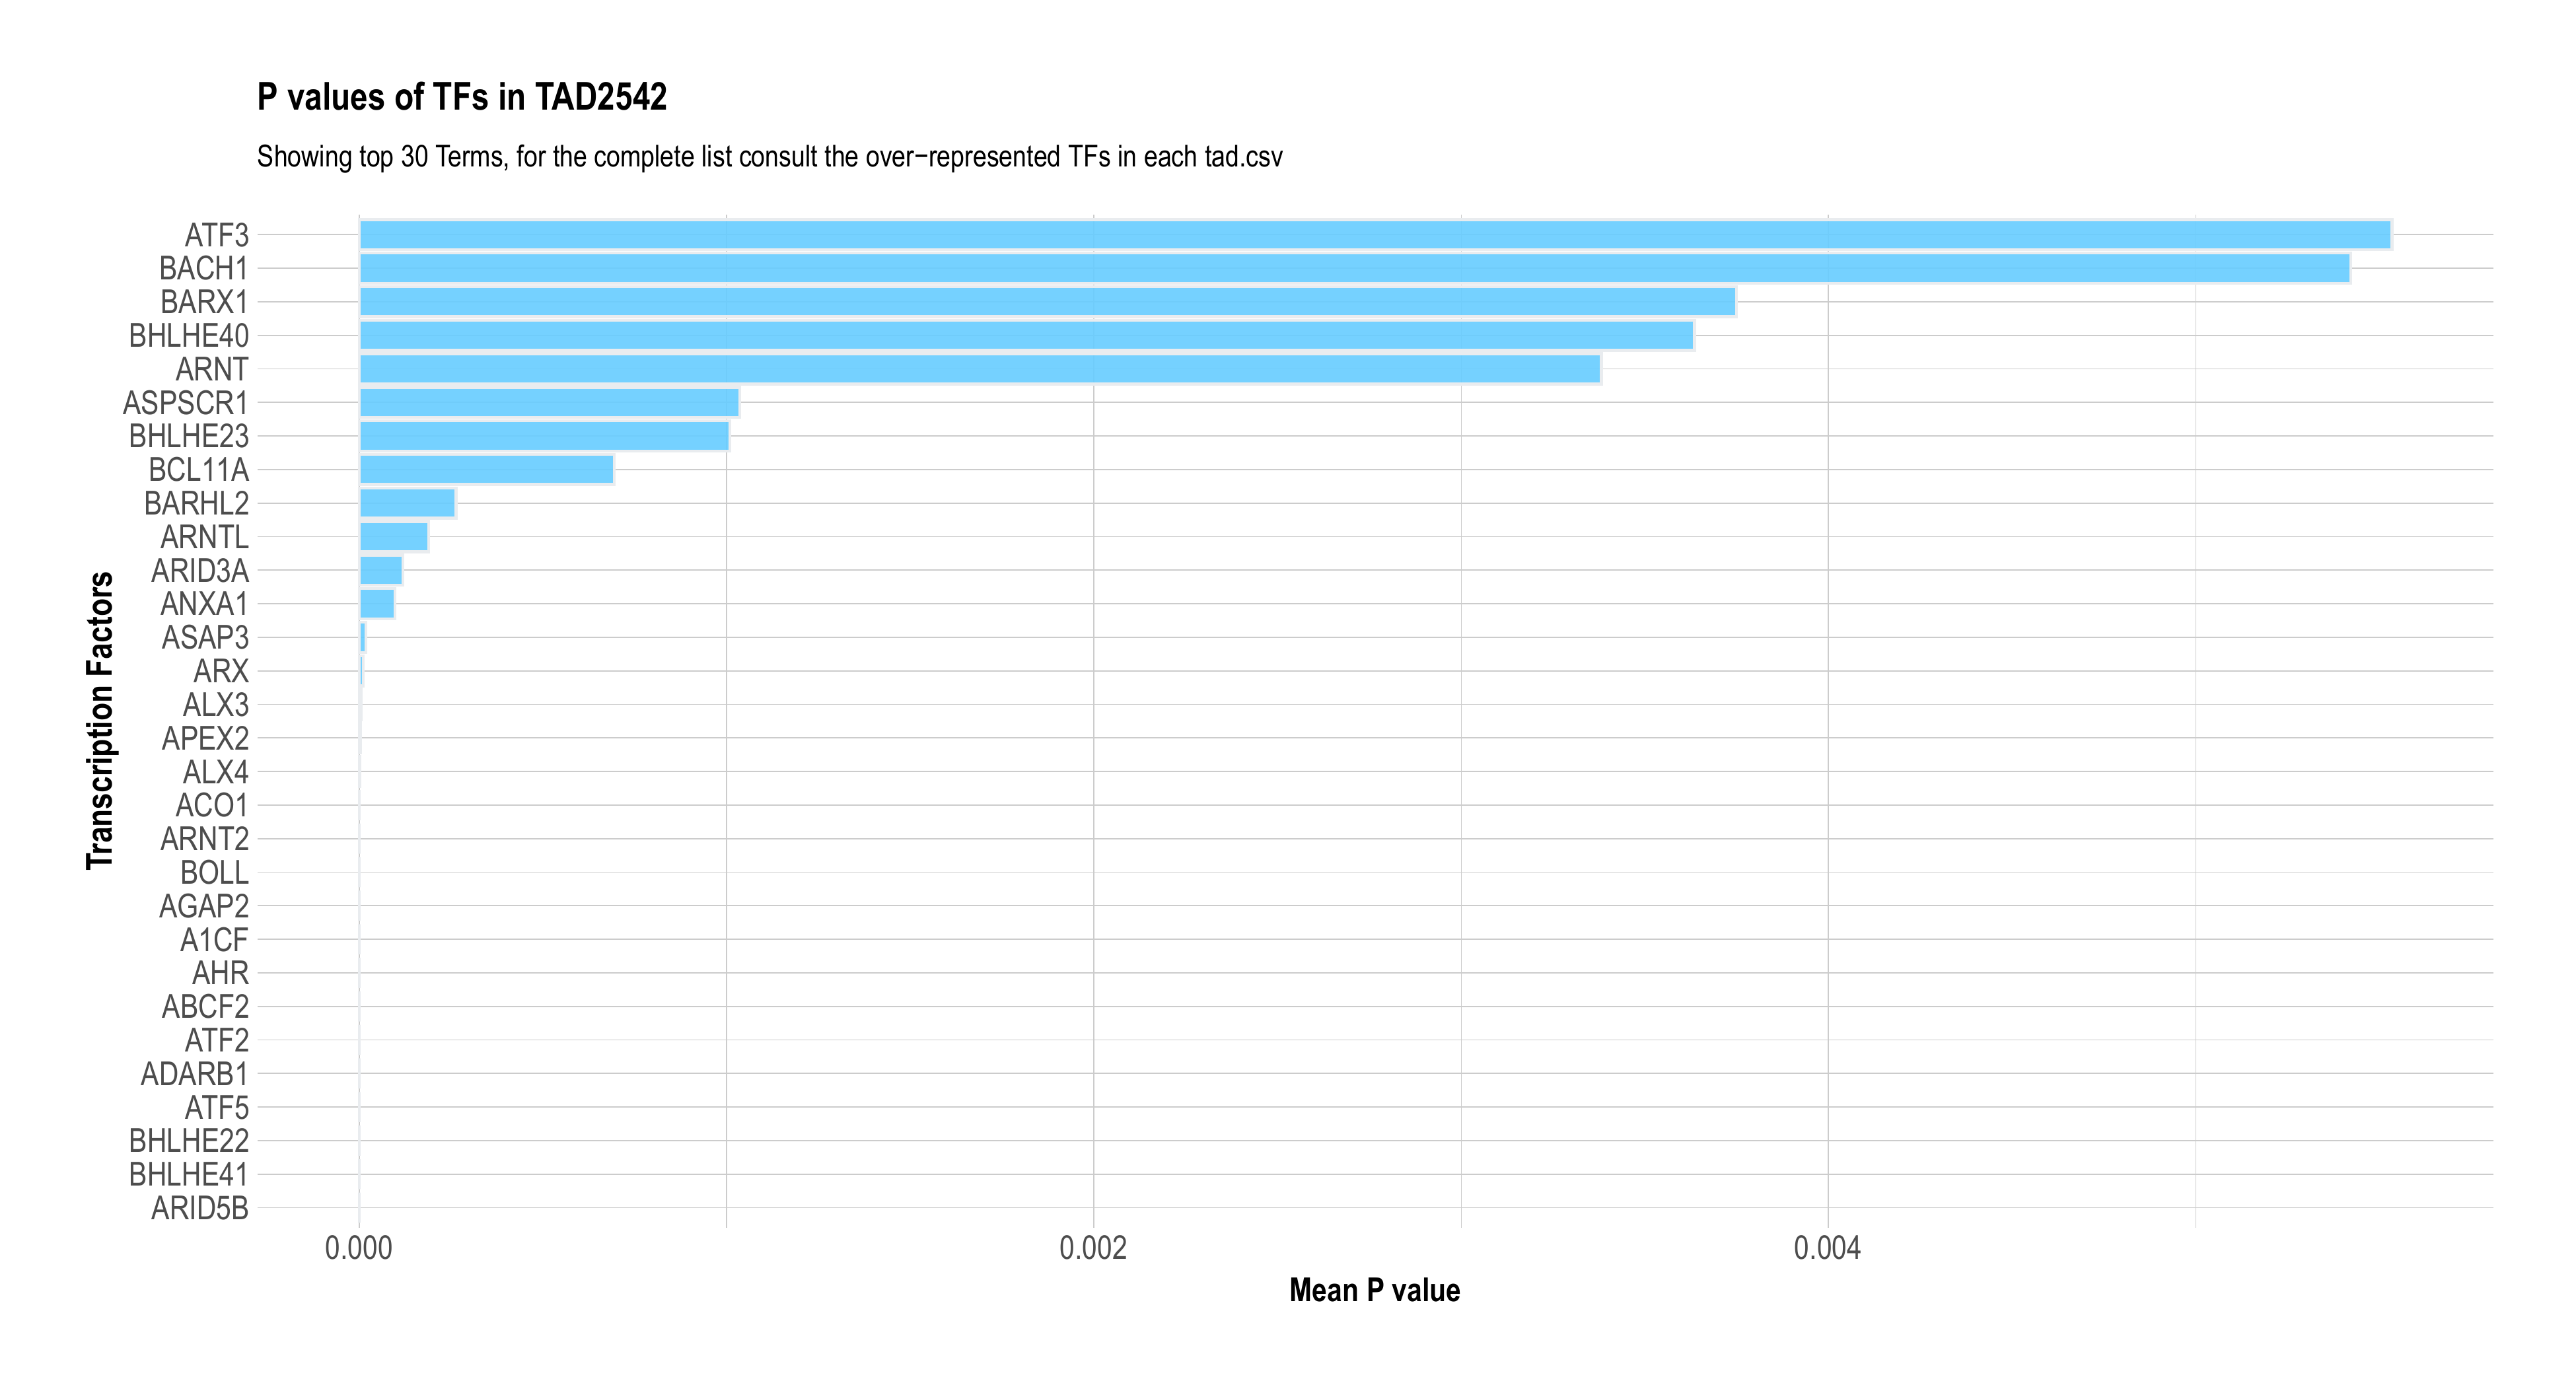 P values of TFs in TAD2542
Showing top 30 Terms, for the complete list consult the over−represented TFs in each tad.csv
Transcription Factors
ATF3
BACH1
BARX1
BHLHE40
ARNT
ASPSCR1
BHLHE23
BCL11A
BARHL2
ARNTL
ARID3A
ANXA1
ASAP3
ARX
ALX3
APEX2
ALX4
ACO1
ARNT2
BOLL
AGAP2
A1CF
AHR
ABCF2
ATF2
ADARB1
ATF5
BHLHE22
BHLHE41
ARID5B
0.000 0.002 0.004
Mean P value